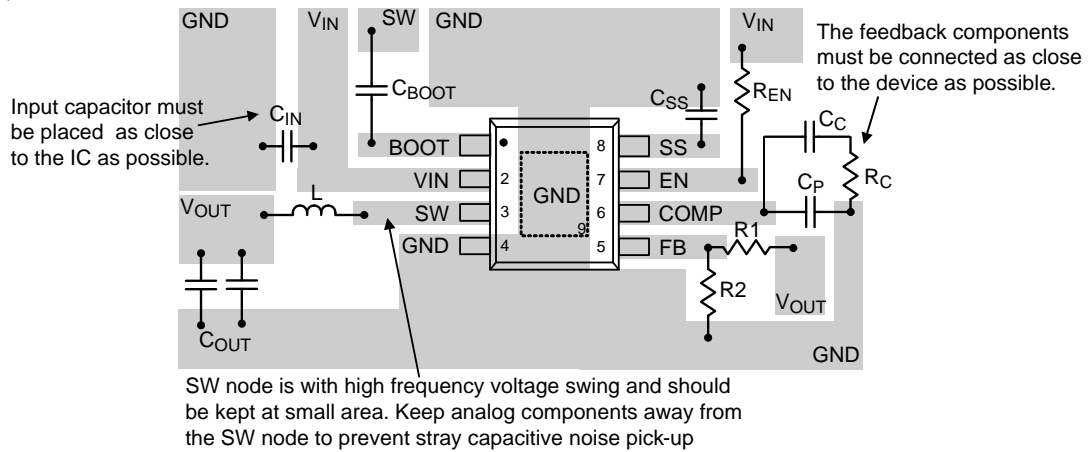 GND
VIN
SW
GND
VIN
The feedback components
must be connected as close
to the device as possible.
Input capacitor must
be placed as close
to the IC as possible.
CIN
CBOOT
CSS
REN
CC
RC
CP
BOOT
VIN
SW
GND
2
3
4
GND
9
8
7
6
5
SS
EN
COMP
FB
VOUT
L
R1
R2
VOUT
COUT
GND
SW node is with high frequency voltage swing and should
be kept at small area. Keep analog components away from
the SW node to prevent stray capacitive noise pick-up